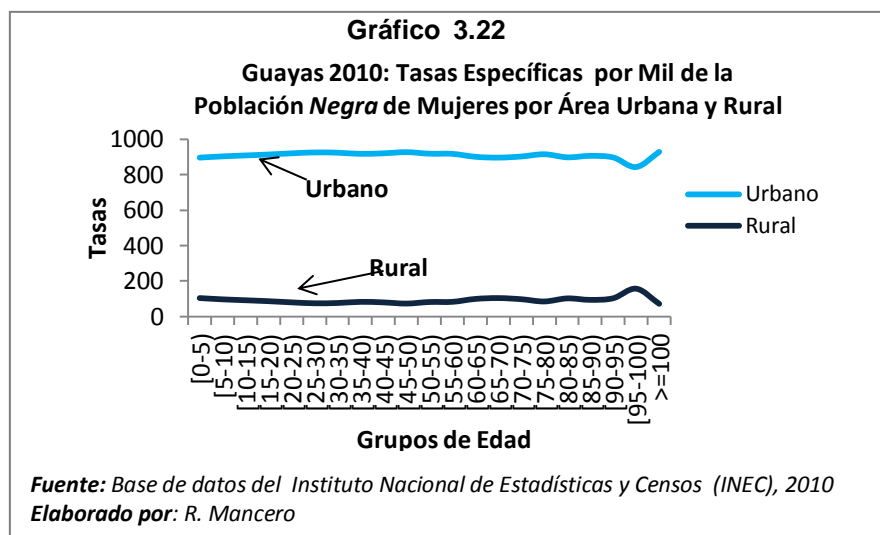 Gráfico 3.22
Guayas 2010: Tasas Específicas por Mil de la
Población Negra de Mujeres por Área Urbana y Rural
Tasas
1000
800
600
400
200
0
Urbano
Rural
Urbano
Rural
[0-5)
[5-10)
[10-15)
[15-20)
[20-25)
[25-30)
[30-35)
[35-40)
[40-45)
[45-50)
[50-55)
[55-60)
[60-65)
[65-70)
[70-75)
[75-80)
[80-85)
[85-90)
[90-95)
[95-100)
>=100
Grupos de Edad
Fuente: Base de datos del Instituto Nacional de Estadísticas y Censos (INEC), 2010
Elaborado por: R. Mancero